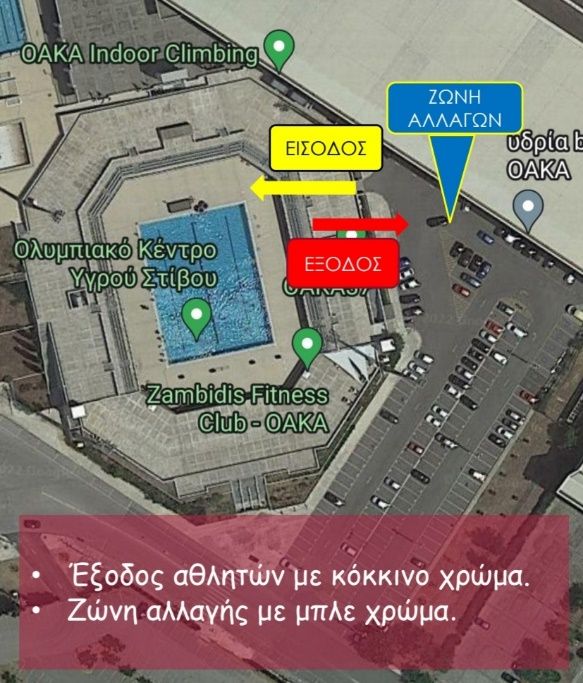 OAKA Indoor Climbing
ΖΩΝΗ
ΑΛΛΑΓΩΝ
ΕΙΣΟΔΟΣ
υδρία b
ΟΑΚΑ
Ολυμπιακό Κέντρο
Υγρού Στίβου
ΕΞΟΔΟΣ
Zambidis Fitness
Club - OAKA
• Έξοδος αθλητών με κόκκινο χρώμα.
• Ζώνη αλλαγής με μπλε χρώμα.